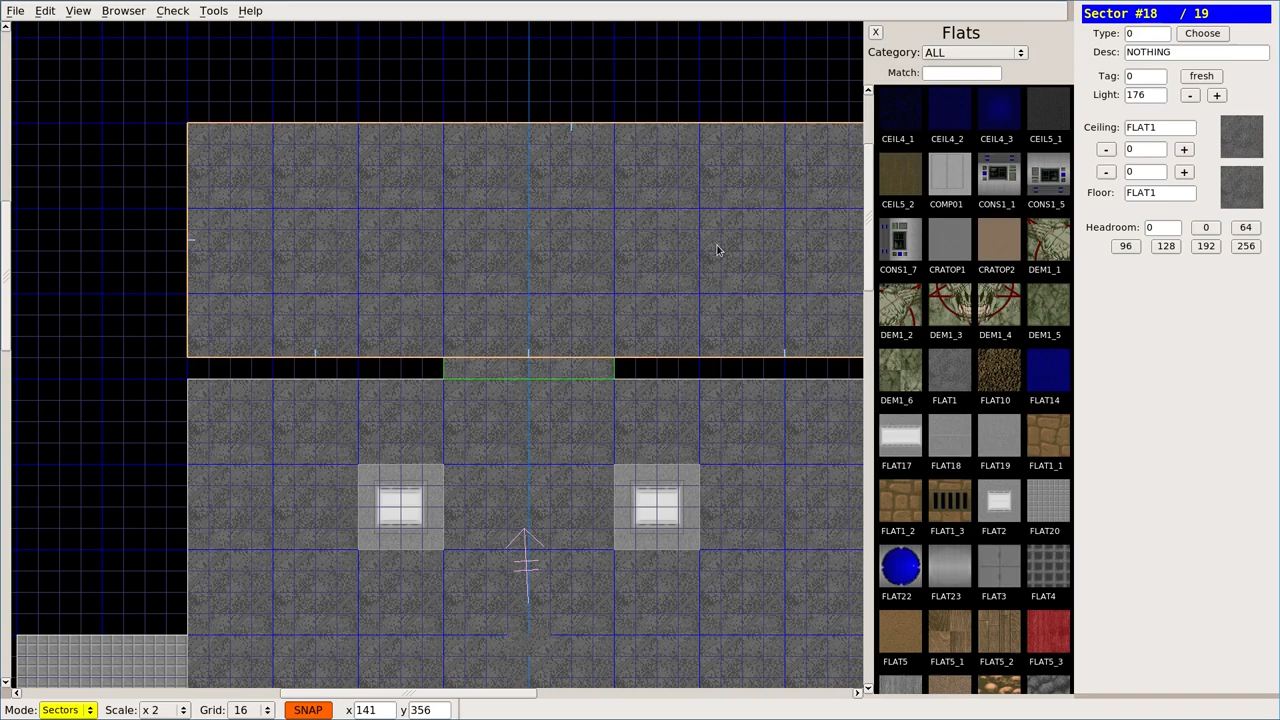 File Edit View Browser Check Tools Help
X Flats
Category: ALL
Match:
CEIL4_1 CEIL4_2 CEIL4_3 CEIL5_1
CEIL5_2 COMP01 CONS1_1 CONS1_5
CONS1_7 CRATOP1 CRATOP2 DEM1_1
DEM1_2 DEM1_3 DEM1_4 DEM1_5
DEM1_6 FLAT1 FLAT10 FLAT14
FLAT17 FLAT18 FLAT19 FLAT1_1
FLAT1_2 FLAT1_3 FLAT2 FLAT20
FLAT22 FLAT23 FLAT3 FLAT4
FLAT5 FLAT5_1 FLAT5_2 FLAT5_3
Sector #18 / 19
Type: 0 Choose
Desc: NOTHING
Tag: 0 fresh
Light: 176 - +
Ceiling: FLAT1
- 0 +
- 0 +
Floor: FLAT1
Headroom: 0 0 64
96 128 192 256
Mode: Sectors Scale: x 2 Grid: 16 SNAP x 141 y 356